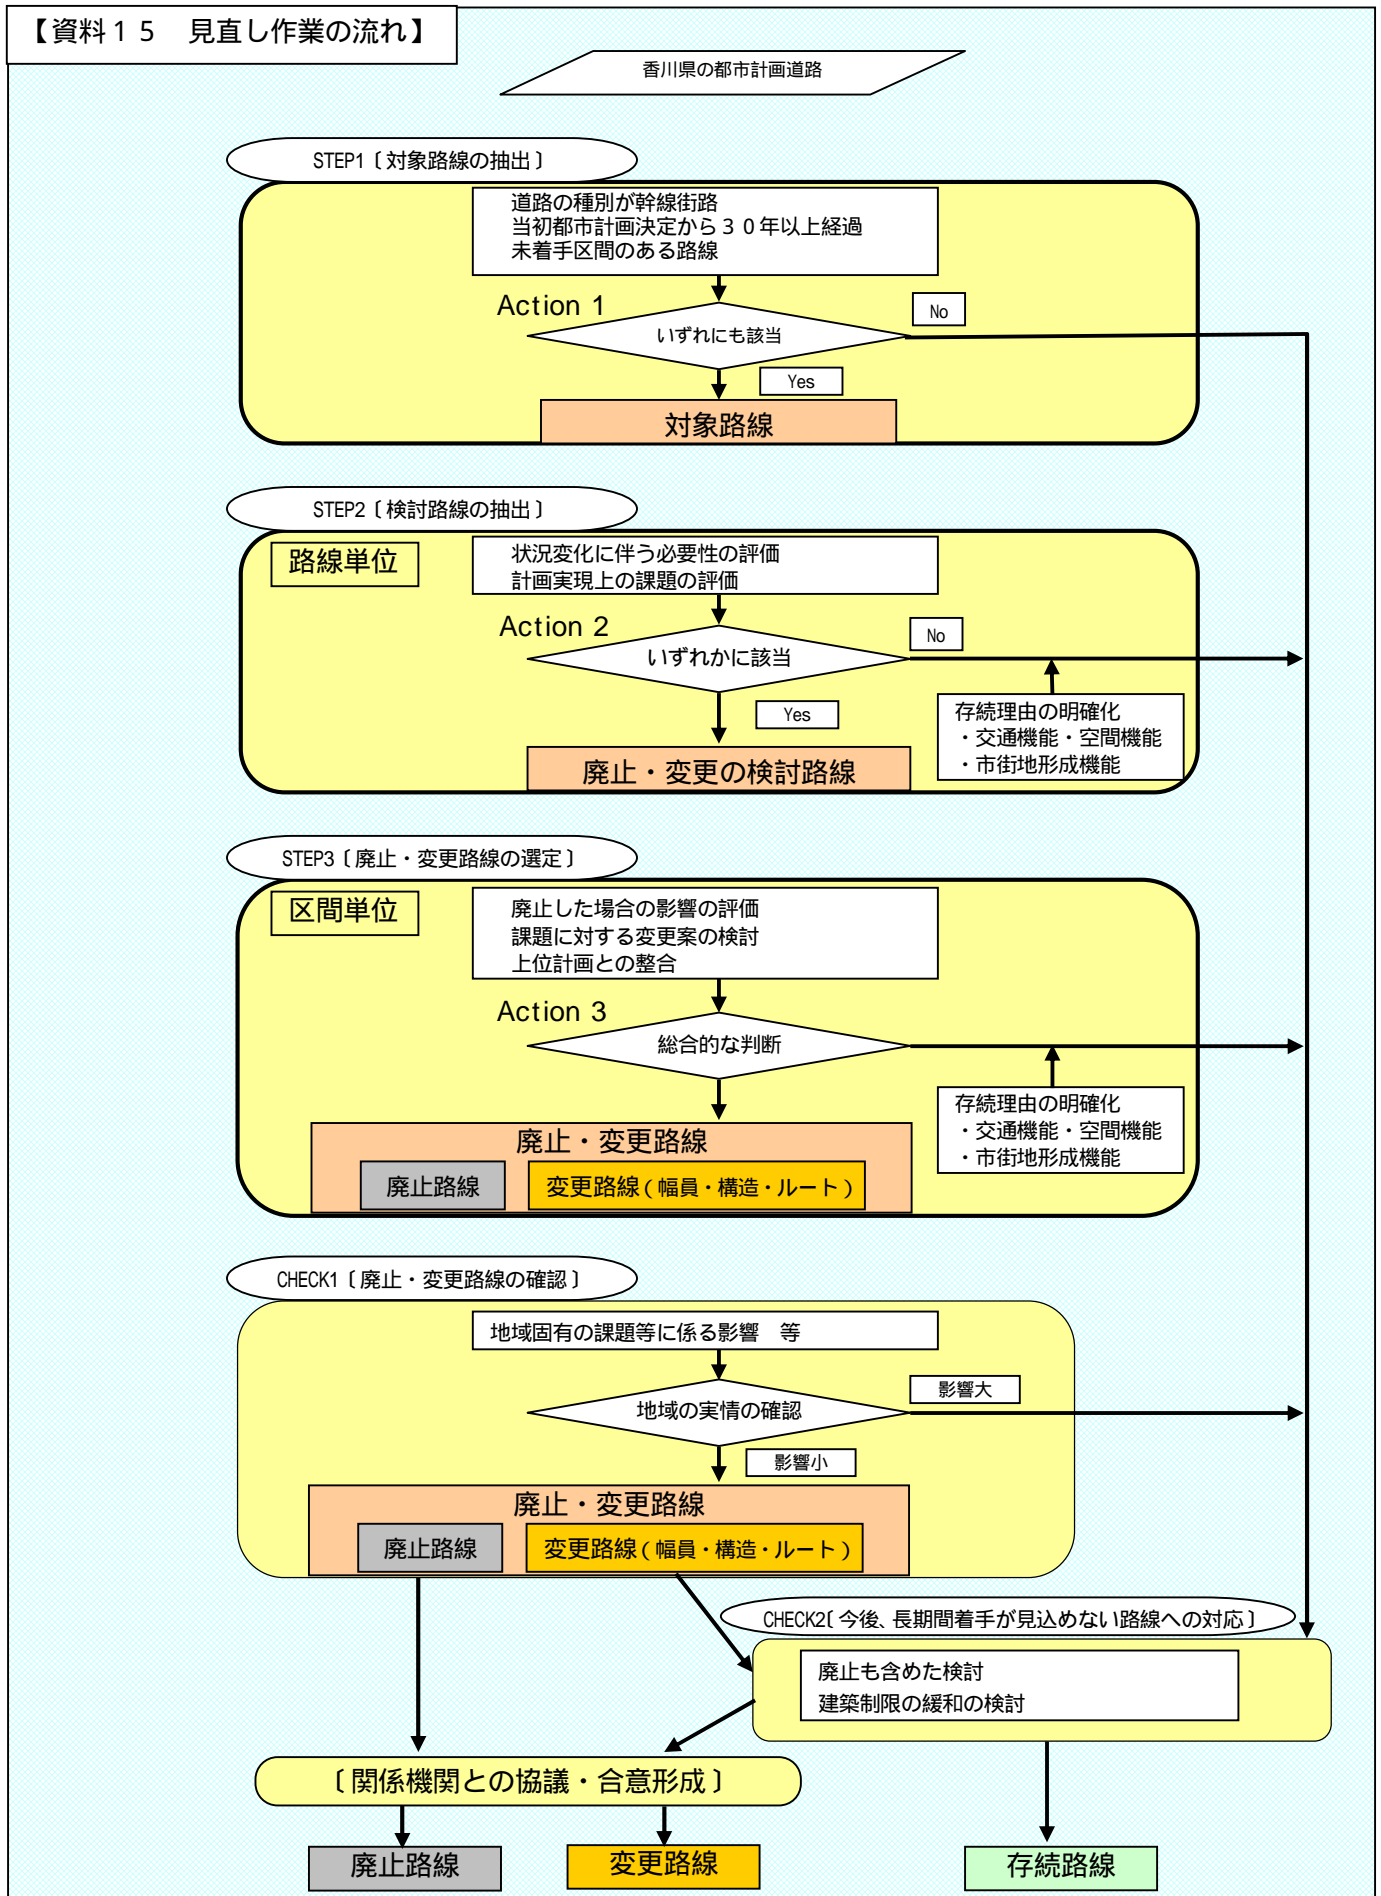 【資料１５　見直し作業の流れ】
香川県の都市計画道路
STEP1〔対象路線の抽出〕
道路の種別が幹線街路
当初都市計画決定から３０年以上経過
未着手区間のある路線
Action 1
No
いずれにも該当
Yes
対象路線
STEP2〔検討路線の抽出〕
路線単位
状況変化に伴う必要性の評価
計画実現上の課題の評価
Action 2
No
いずれかに該当
Yes
存続理由の明確化
・交通機能・空間機能
・市街地形成機能
廃止・変更の検討路線
STEP3〔廃止・変更路線の選定〕
区間単位
廃止した場合の影響の評価
課題に対する変更案の検討
上位計画との整合
Action 3
総合的な判断
存続理由の明確化
・交通機能・空間機能
・市街地形成機能
廃止・変更路線
廃止路線
変更路線（幅員・構造・ルート）
CHECK1〔廃止・変更路線の確認〕
地域固有の課題等に係る影響　等
影響大
地域の実情の確認
影響小
廃止・変更路線
廃止路線
変更路線（幅員・構造・ルート）
CHECK2〔今後、長期間着手が見込めない路線への対応〕
廃止も含めた検討
建築制限の緩和の検討
〔関係機関との協議・合意形成〕
廃止路線
変更路線
存続路線